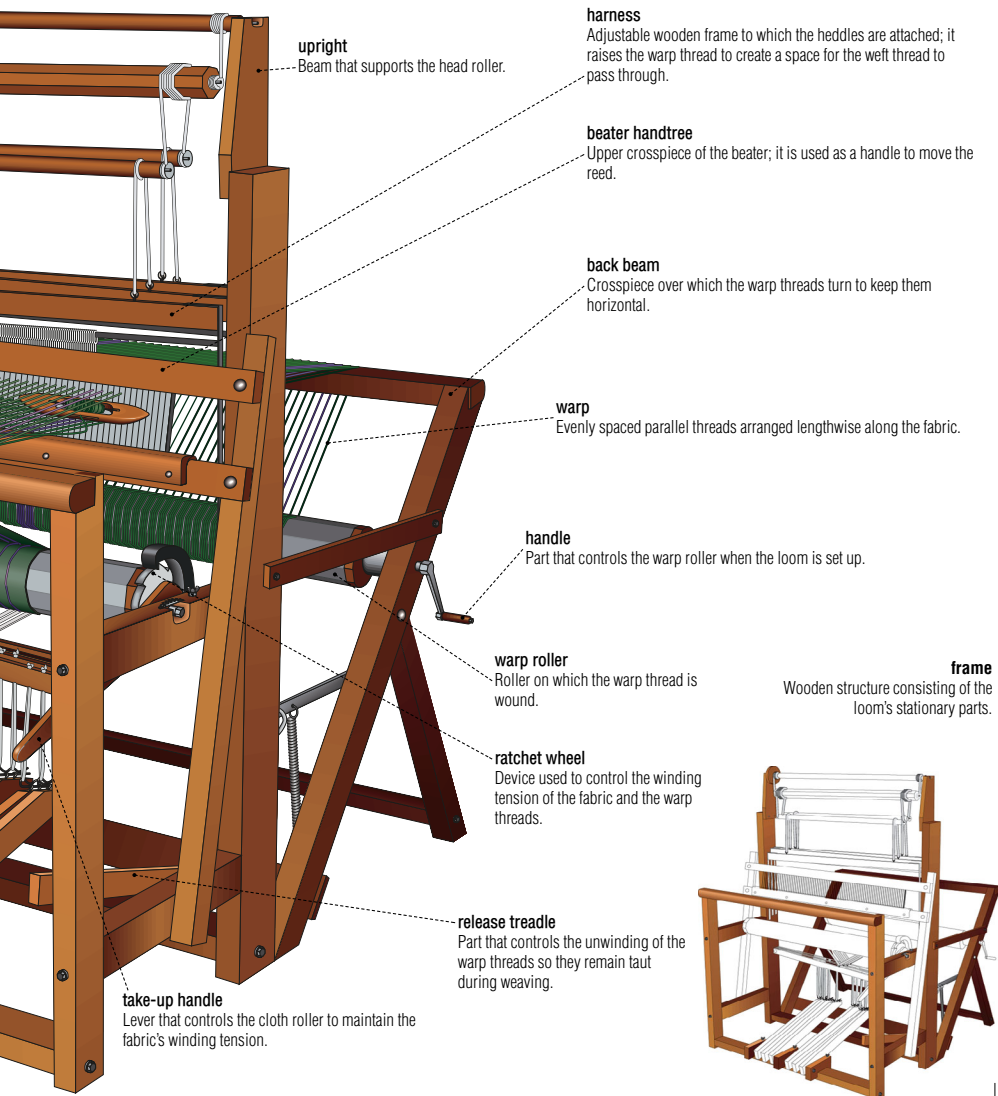 upright
Beam that supports the head roller.
harness
Adjustable wooden frame to which the heddles are attached; it
raises the warp thread to create a space for the weft thread to
pass through.
beater handtree
Upper crosspiece of the beater; it is used as a handle to move the
reed.
back beam
Crosspiece over which the warp threads turn to keep them
horizontal.
warp
Evenly spaced parallel threads arranged lengthwise along the fabric.
handle
Part that controls the warp roller when the loom is set up.
warp roller
Roller on which the warp thread is
wound.
frame
Wooden structure consisting of the
loom's stationary parts.
ratchet wheel
Device used to control the winding
tension of the fabric and the warp
threads.
release treadle
Part that controls the unwinding of the
warp threads so they remain taut
during weaving.
take-up handle
Lever that controls the cloth roller to maintain the
fabric's winding tension.